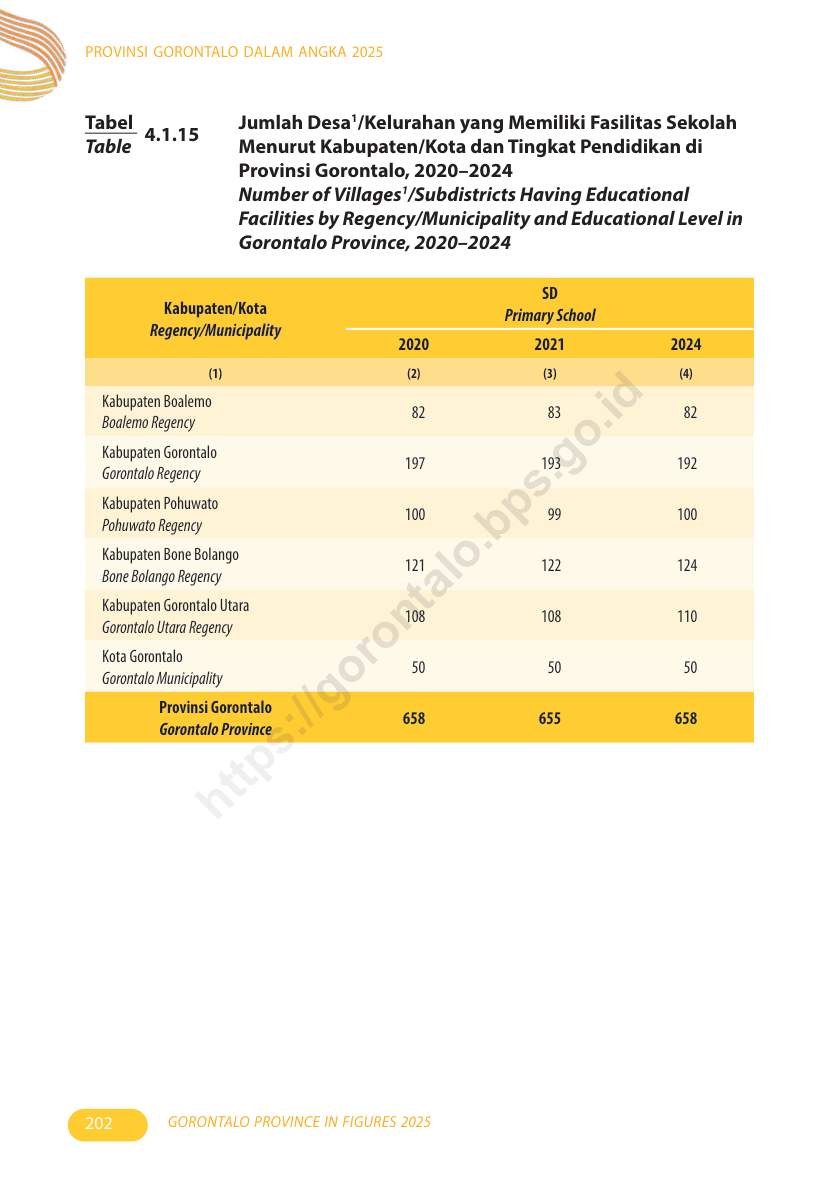 PROVINSI GORONTALO DALAM ANGKA 2025
Tabel
Table
4.1.15
Jumlah Desa¹/Kelurahan yang Memiliki Fasilitas Sekolah
Menurut Kabupaten/Kota dan Tingkat Pendidikan di
Provinsi Gorontalo, 2020–2024
Number of Villages¹/Subdistricts Having Educational
Facilities by Regency/Municipality and Educational Level in
Gorontalo Province, 2020–2024
Kabupaten/Kota
Regency/Municipality
SD
Primary School
2020 2021 2024
(1) (2) (3) (4)
Kabupaten Boalemo
Boalemo Regency
82 83 82
Kabupaten Gorontalo
Gorontalo Regency
197 193 192
Kabupaten Pohuwato
Pohuwato Regency
100 99 100
Kabupaten Bone Bolango
Bone Bolango Regency
121 122 124
Kabupaten Gorontalo Utara
Gorontalo Utara Regency
108 108 110
Kota Gorontalo
Gorontalo Municipality
50 50 50
Provinsi Gorontalo
Gorontalo Province
658 655 658
https://gorontalo.bps.go.id
202
GORONTALO PROVINCE IN FIGURES 2025